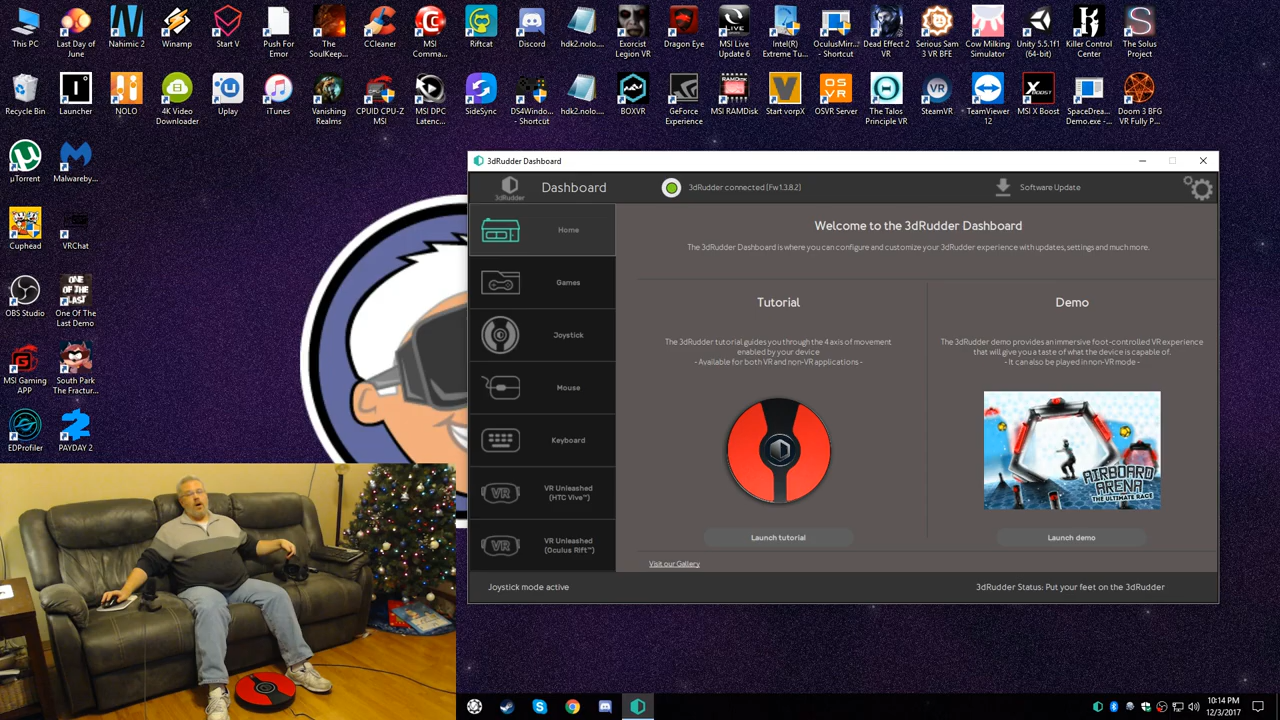 This PC
Last Day of June
Nahimic 2
Winamp
Start V
Push For Emor
The SoulKeep...
CCleaner
MSI Comma...
Riftcat
Discord
hdk2.nolo...
Exorcist Legion VR
Dragon Eye
MSI Live Update 6
Intel(R) Extreme Tu...
OculusMirr... - Shortcut
Dead Effect 2 VR
Serious Sam 3 VR BFE
Cow Milking Simulator
Unity 5.5.1f1 (64-bit)
Killer Control Center
The Solus Project
Recycle Bin
Launcher
NOLO
4K Video Downloader
Uplay
iTunes
Vanishing Realms
CPUID CPU-Z MSI
MSI DPC Latenc...
SideSync
DS4Windo... - Shortcut
hdk2.nolo...
BOXVR
GeForce Experience
MSI RAMDisk
Start vorpX
OSVR Server
The Talos Principle VR
SteamVR
TeamViewer 12
MSI X Boost
SpaceDrea... Demo.exe -...
Doom 3 BFG VR Fully P...
µTorrent
Malwareby...
Cuphead
VRChat
OBS Studio
One Of The Last Demo
MSI Gaming APP
South Park The Fractur...
EDProfiler
PAYDAY 2
3dRudder Dashboard
3dRudder
Dashboard
3dRudder connected (Fw1.3.8.2)
Software Update
Home
Games
Joystick
Mouse
Keyboard
VR Unleashed
(HTC Vive™)
VR Unleashed
(Oculus Rift™)
Welcome to the 3dRudder Dashboard
The 3dRudder Dashboard is where you can configure and customize your 3dRudder experience with updates, settings and much more.
Tutorial
The 3dRudder tutorial guides you through the 4 axis of movement
enabled by your device
- Available for both VR and non-VR applications -
Launch tutorial
Demo
The 3dRudder demo provides an immersive foot-controlled VR experience
that will give you a taste of what the device is capable of.
- It can also be played in non-VR mode -
AIRBOARD
ARENA
THE ULTIMATE RACE
Launch demo
Visit our Gallery
Joystick mode active
3dRudder Status: Put your feet on the 3dRudder
10:14 PM
12/3/2017